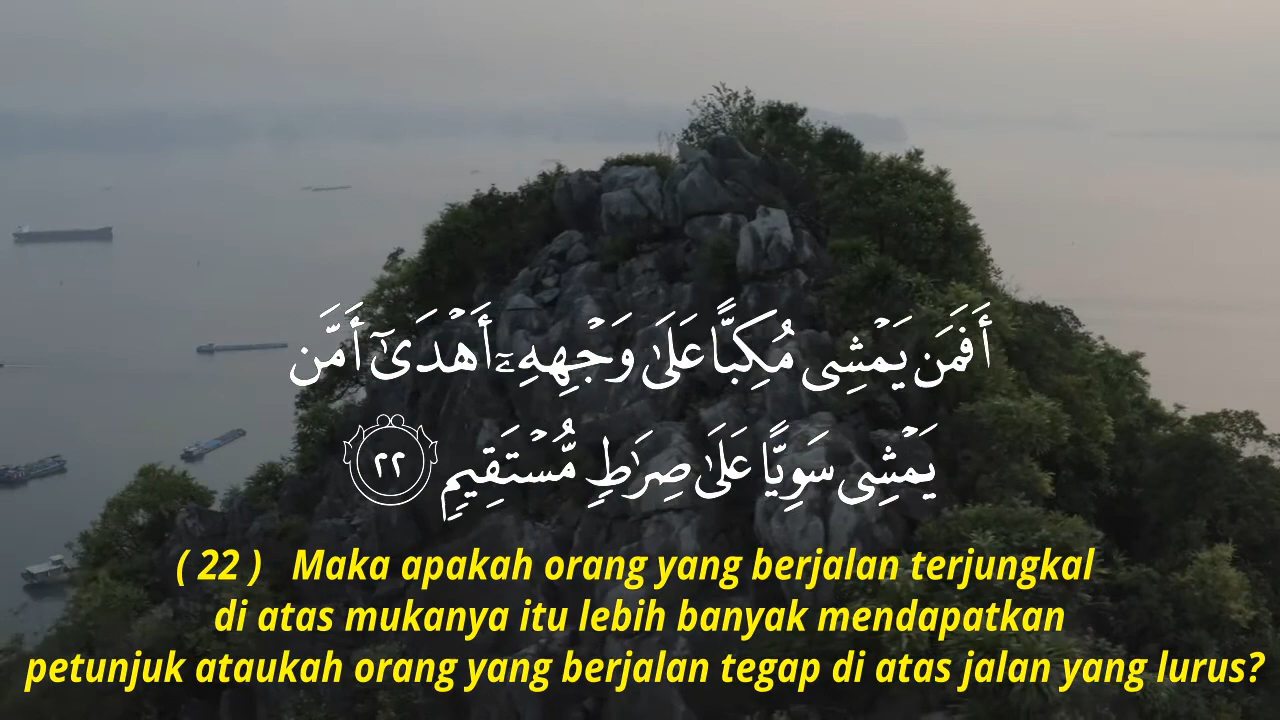 أَفَمَن يَمۡشِي مُكِبًّا عَلَىٰ وَجۡهِهِۦٓ أَهۡدَىٰٓ أَمَّن
يَمۡشِي سَوِيًّا عَلَىٰ صِرَٰطٖ مُّسۡتَقِيمٖ ٢٢
( 22 ) Maka apakah orang yang berjalan terjungkal
di atas mukanya itu lebih banyak mendapatkan
petunjuk ataukah orang yang berjalan tegap di atas jalan yang lurus?